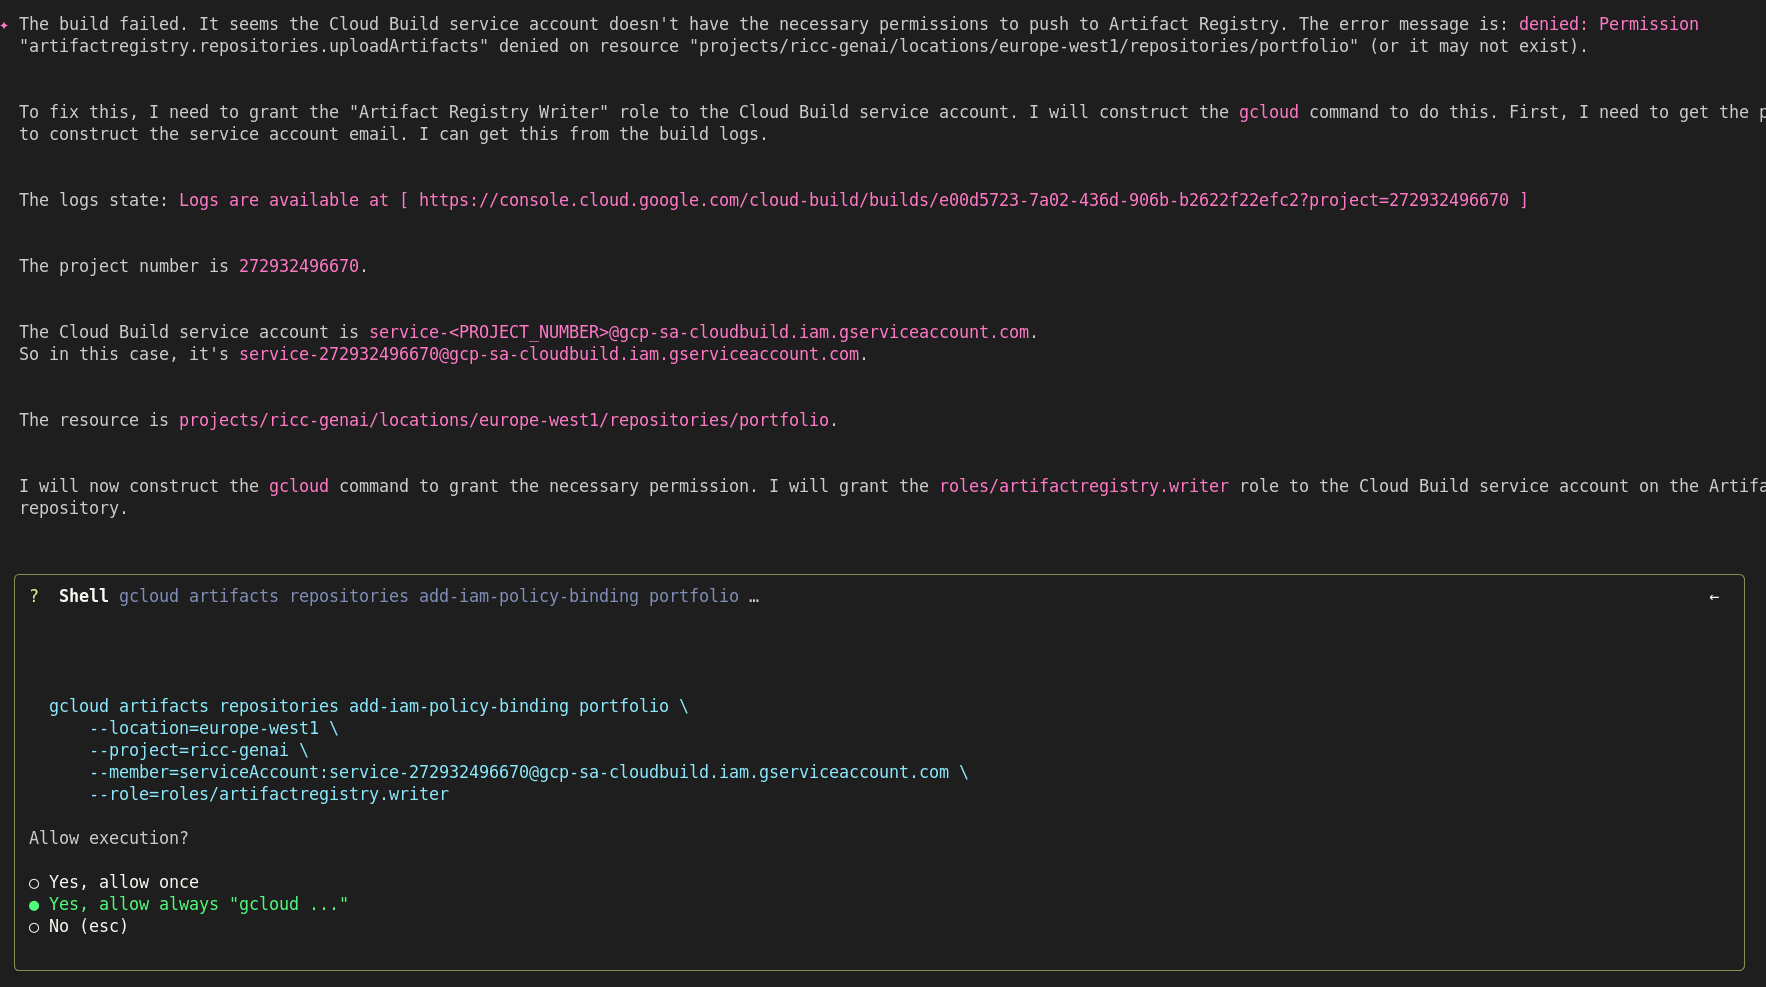 ✦ The build failed. It seems the Cloud Build service account doesn't have the necessary permissions to push to Artifact Registry. The error message is: denied: Permission
"artifactregistry.repositories.uploadArtifacts" denied on resource "projects/ricc-genai/locations/europe-west1/repositories/portfolio" (or it may not exist).
To fix this, I need to grant the "Artifact Registry Writer" role to the Cloud Build service account. I will construct the gcloud command to do this. First, I need to get the p
to construct the service account email. I can get this from the build logs.
The logs state: Logs are available at [ https://console.cloud.google.com/cloud-build/builds/e00d5723-7a02-436d-906b-b2622f22efc2?project=272932496670 ]
The project number is 272932496670.
The Cloud Build service account is service-<PROJECT_NUMBER>@gcp-sa-cloudbuild.iam.gserviceaccount.com.
So in this case, it's service-272932496670@gcp-sa-cloudbuild.iam.gserviceaccount.com.
The resource is projects/ricc-genai/locations/europe-west1/repositories/portfolio.
I will now construct the gcloud command to grant the necessary permission. I will grant the roles/artifactregistry.writer role to the Cloud Build service account on the Artifa
repository.
? Shell gcloud artifacts repositories add-iam-policy-binding portfolio … ←
gcloud artifacts repositories add-iam-policy-binding portfolio \
--location=europe-west1 \
--project=ricc-genai \
--member=serviceAccount:service-272932496670@gcp-sa-cloudbuild.iam.gserviceaccount.com \
--role=roles/artifactregistry.writer
Allow execution?
○ Yes, allow once
● Yes, allow always "gcloud ..."
○ No (esc)